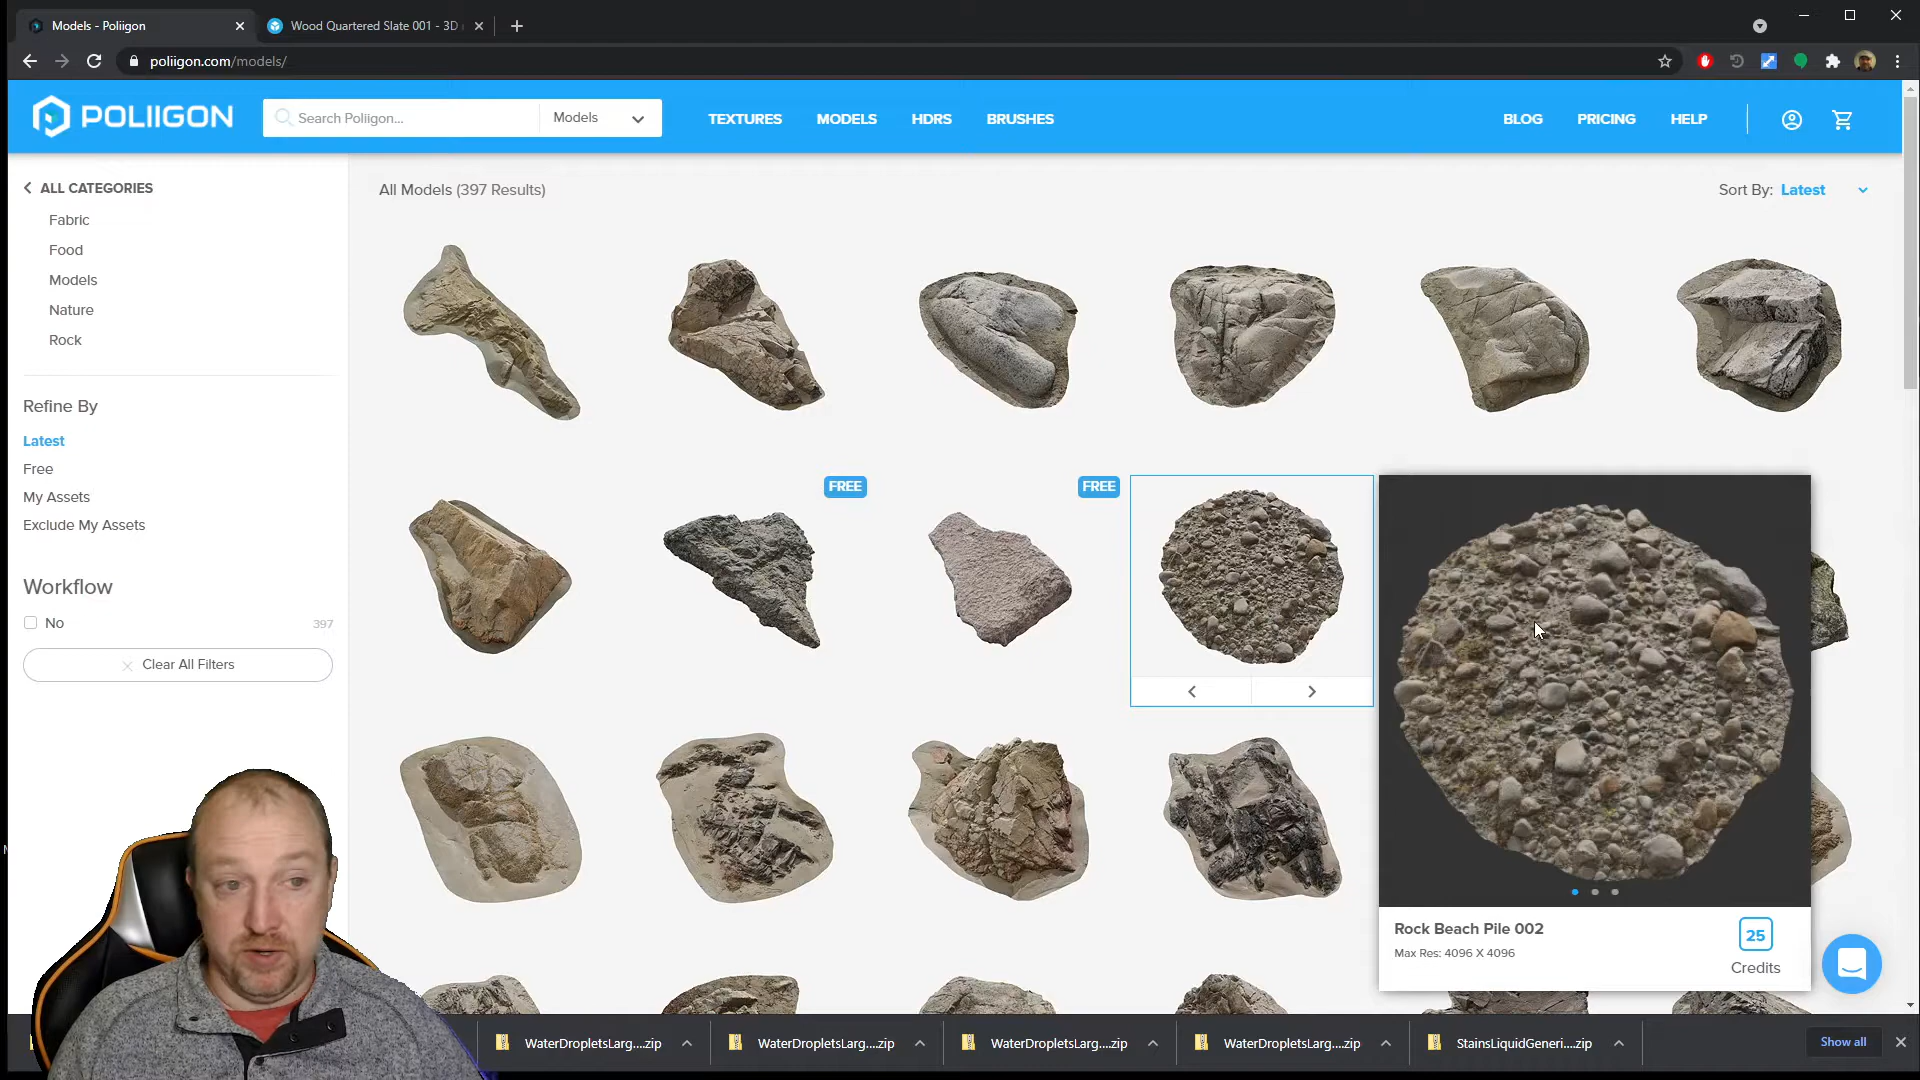 Models - Poliigon
Wood Quartered Slate 001 - 3D
poliigon.com/models/
POLIIGON
Search Poliigon...
Models
TEXTURES
MODELS
HDRS
BRUSHES
BLOG
PRICING
HELP
ALL CATEGORIES
Fabric
Food
Models
Nature
Rock
Refine By
Latest
Free
My Assets
Exclude My Assets
Workflow
No
397
Clear All Filters
All Models (397 Results)
Sort By: Latest
FREE
FREE
Rock Beach Pile 002
Max Res: 4096 X 4096
25
Credits
WaterDropletsLarg....zip
WaterDropletsLarg....zip
WaterDropletsLarg....zip
WaterDropletsLarg....zip
StainsLiquidGeneri....zip
Show all